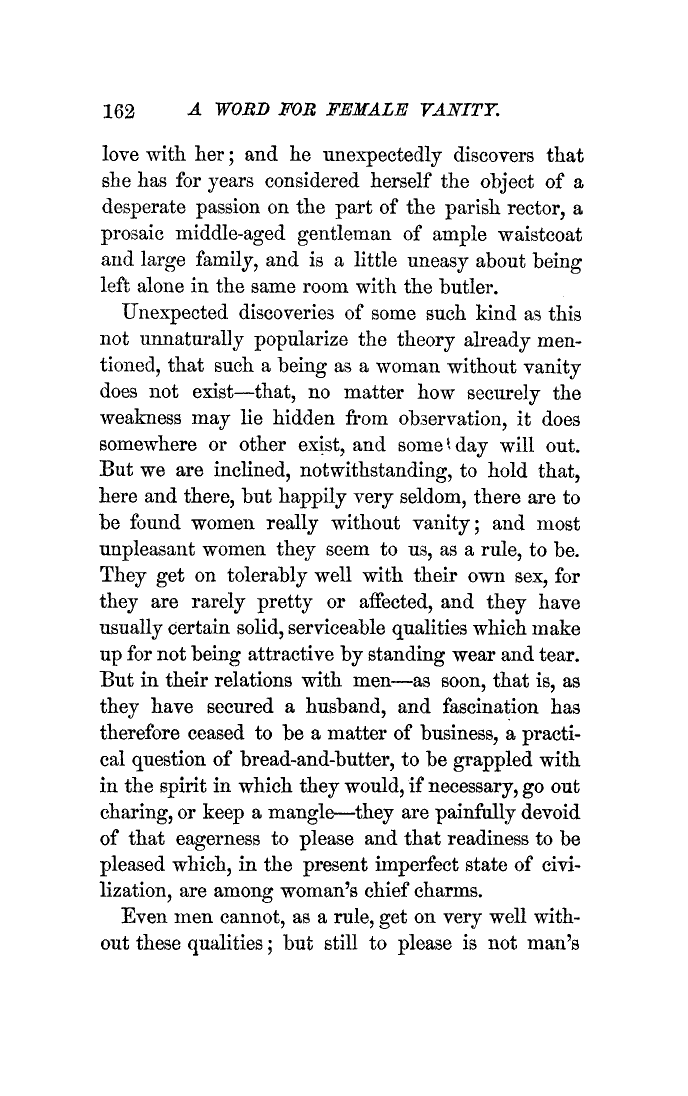 162 A WORD FOR FEMALE VANITY.
love with her; and he unexpectedly discovers that
she has for years considered herself the object of a
desperate passion on the part of the parish rector, a
prosaic middle-aged gentleman of ample waistcoat
and large family, and is a little uneasy about being
left alone in the same room with the butler.
Unexpected discoveries of some such kind as this
not unnaturally popularize the theory already men-
tioned, that such a being as a woman without vanity
does not exist—that, no matter how securely the
weakness may lie hidden from observation, it does
somewhere or other exist, and some day will out.
But we are inclined, notwithstanding, to hold that,
here and there, but happily very seldom, there are to
be found women really without vanity; and most
unpleasant women they seem to us, as a rule, to be.
They get on tolerably well with their own sex, for
they are rarely pretty or affected, and they have
usually certain solid, serviceable qualities which make
up for not being attractive by standing wear and tear.
But in their relations with men—as soon, that is, as
they have secured a husband, and fascination has
therefore ceased to be a matter of business, a practi-
cal question of bread-and-butter, to be grappled with
in the spirit in which they would, if necessary, go out
charing, or keep a mangle—they are painfully devoid
of that eagerness to please and that readiness to be
pleased which, in the present imperfect state of civi-
lization, are among woman's chief charms.
Even men cannot, as a rule, get on very well with-
out these qualities; but still to please is not man's